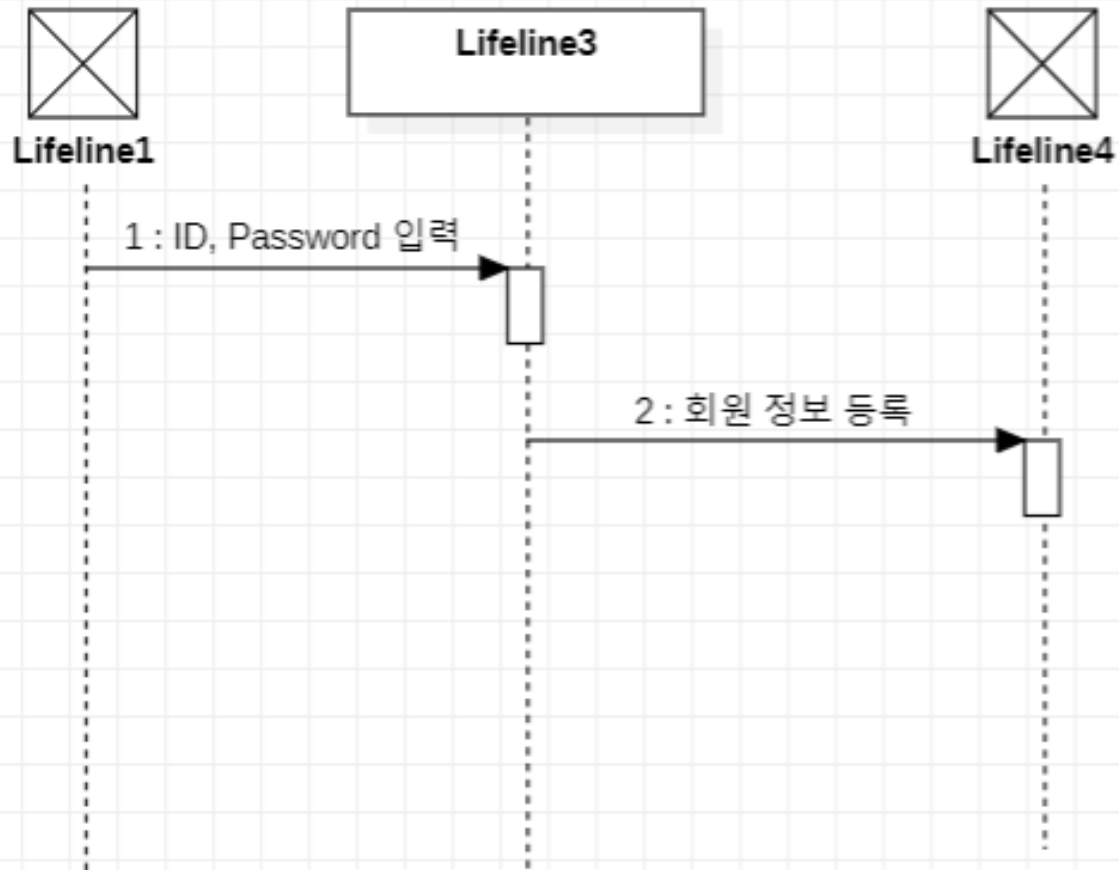 Lifeline3
Lifeline1
Lifeline4
1 : ID, Password 입력
2 : 회원 정보 등록